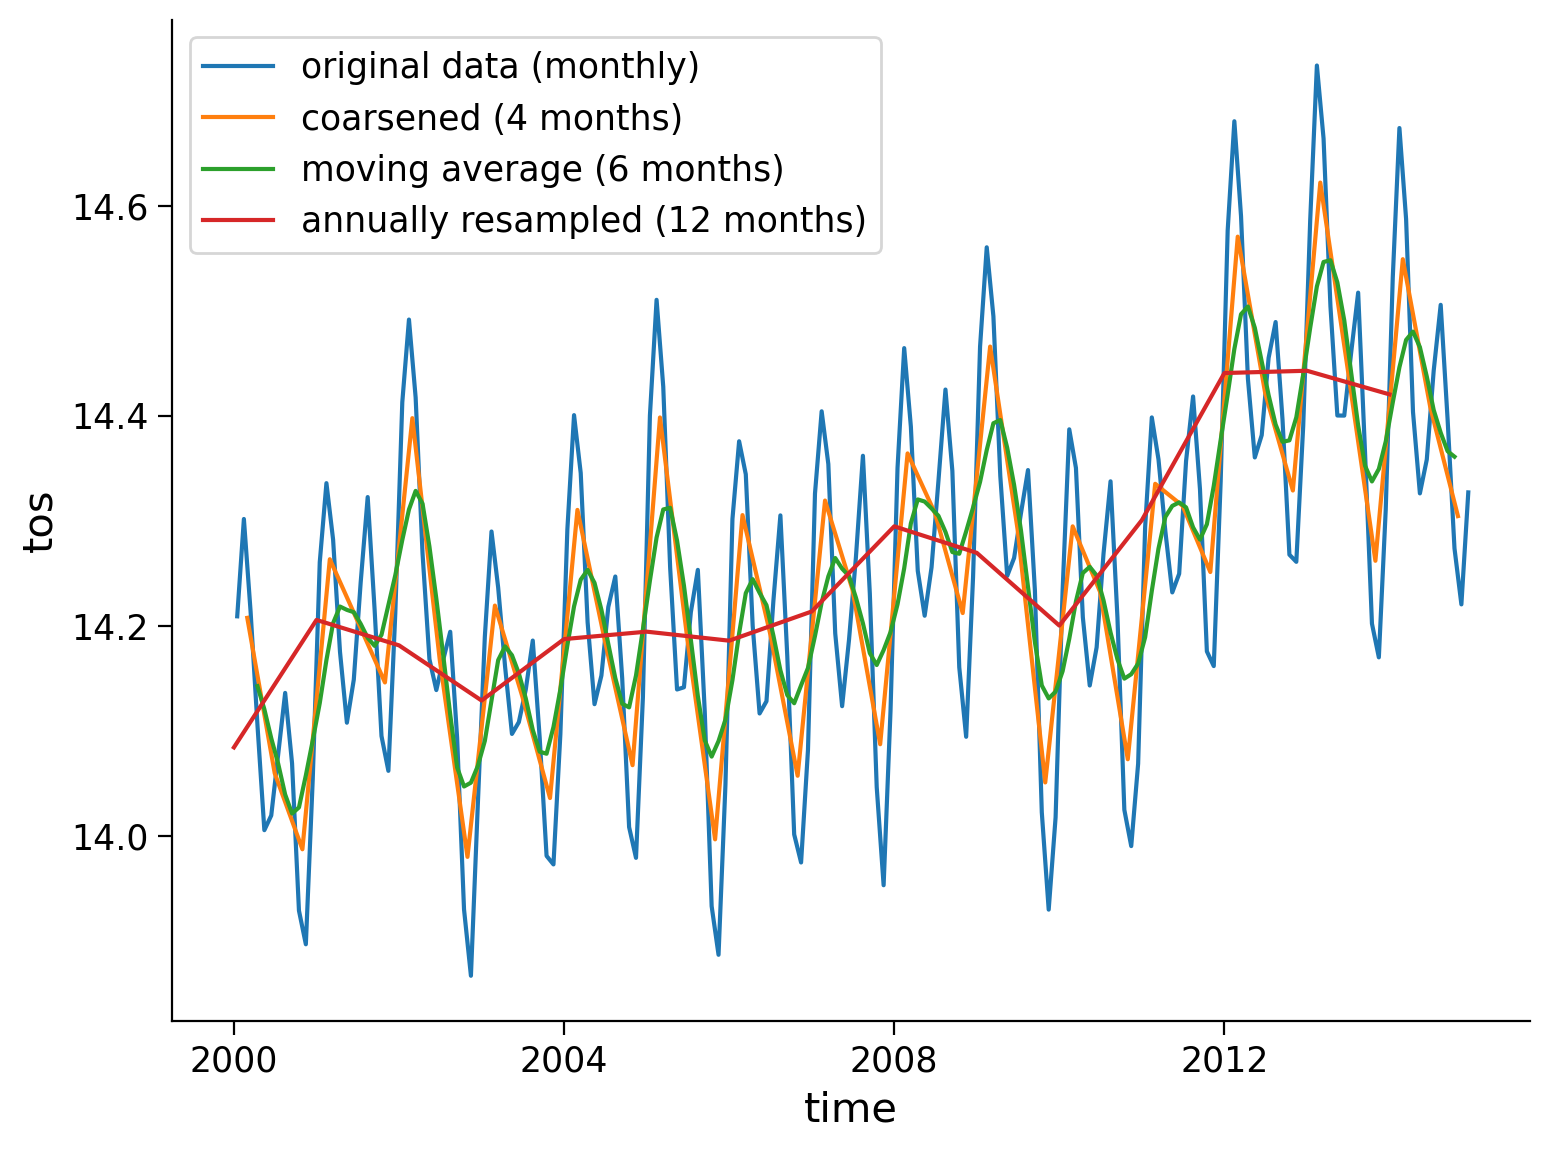 original data (monthly)
coarsened (4 months)
moving average (6 months)
annually resampled (12 months)
14.6
14.4
14.2
14.0
tos
2000 2004 2008 2012
time